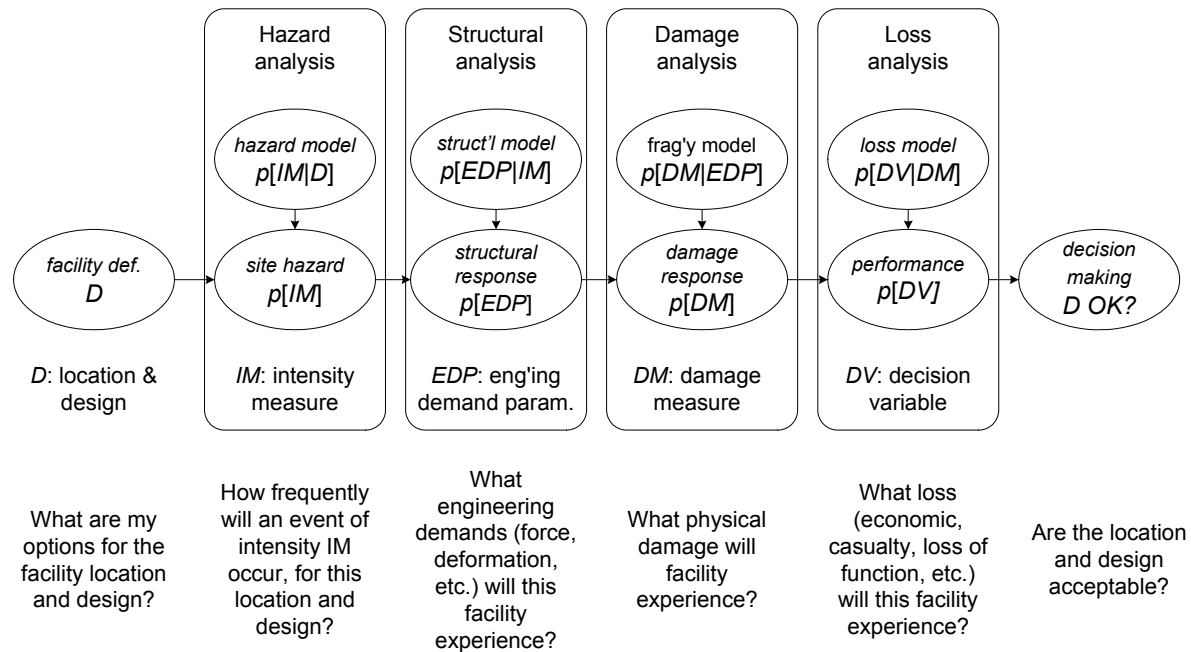 Hazard
analysis
Structural
analysis
Damage
analysis
Loss
analysis
hazard model
p[IM|D]
struct'l model
p[EDP|IM]
frag'y model
p[DM|EDP]
loss model
p[DV|DM]
facility def.
D
site hazard
p[IM]
structural
response
p[EDP]
damage
response
p[DM]
performance
p[DV]
decision
making
D OK?
D: location &
design
IM: intensity
measure
EDP: eng'ing
demand param.
DM: damage
measure
DV: decision
variable
What are my
options for the
facility location
and design?
How frequently
will an event of
intensity IM
occur, for this
location and
design?
What
engineering
demands (force,
deformation,
etc.) will this
facility
experience?
What physical
damage will
facility
experience?
What loss
(economic,
casualty, loss of
function, etc.)
will this facility
experience?
Are the location
and design
acceptable?